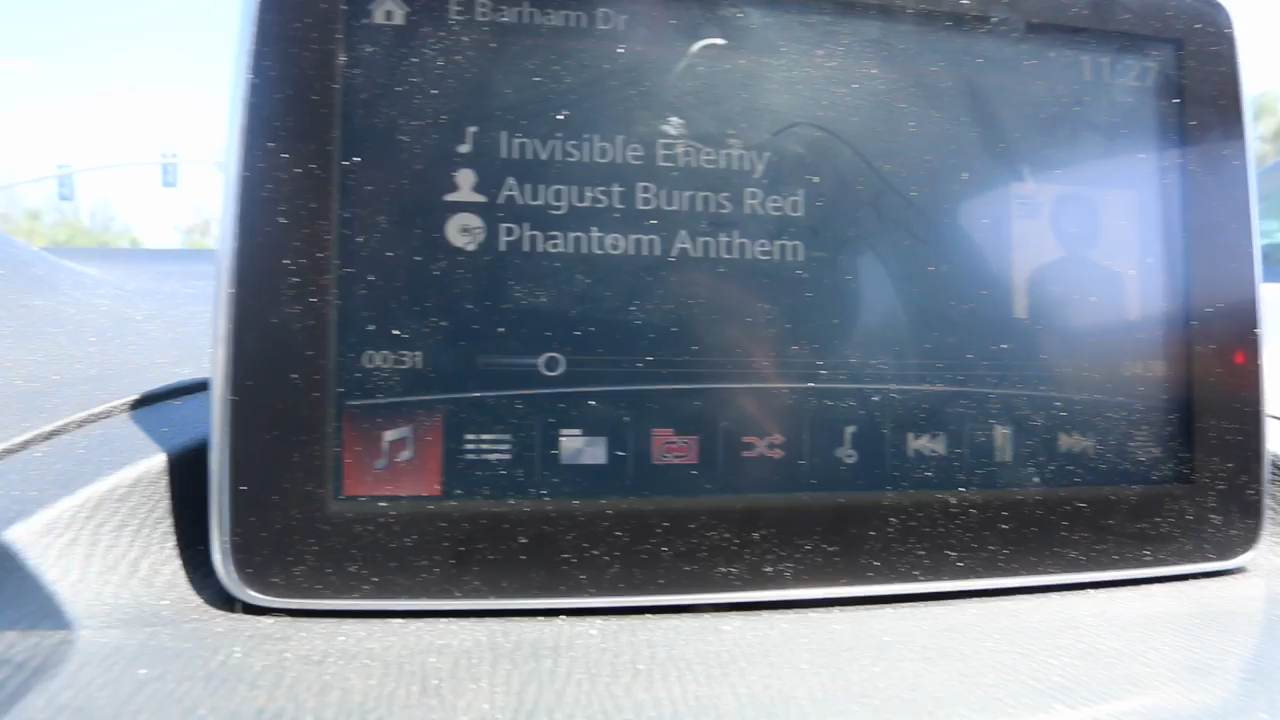 E Barham Dr
11:27
Invisible Enemy
August Burns Red
Phantom Anthem
00:31